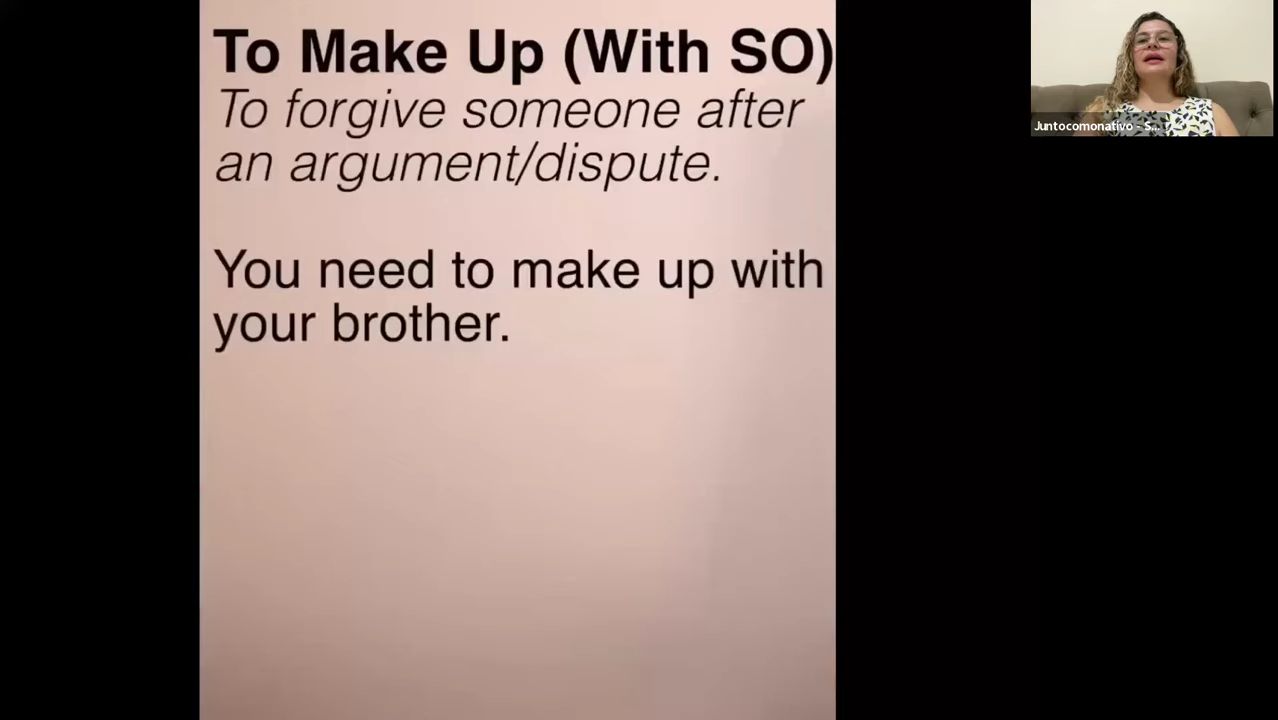 To Make Up (With SO)
To forgive someone after
an argument/dispute.
You need to make up with
your brother.
Juntocomonativo - S...